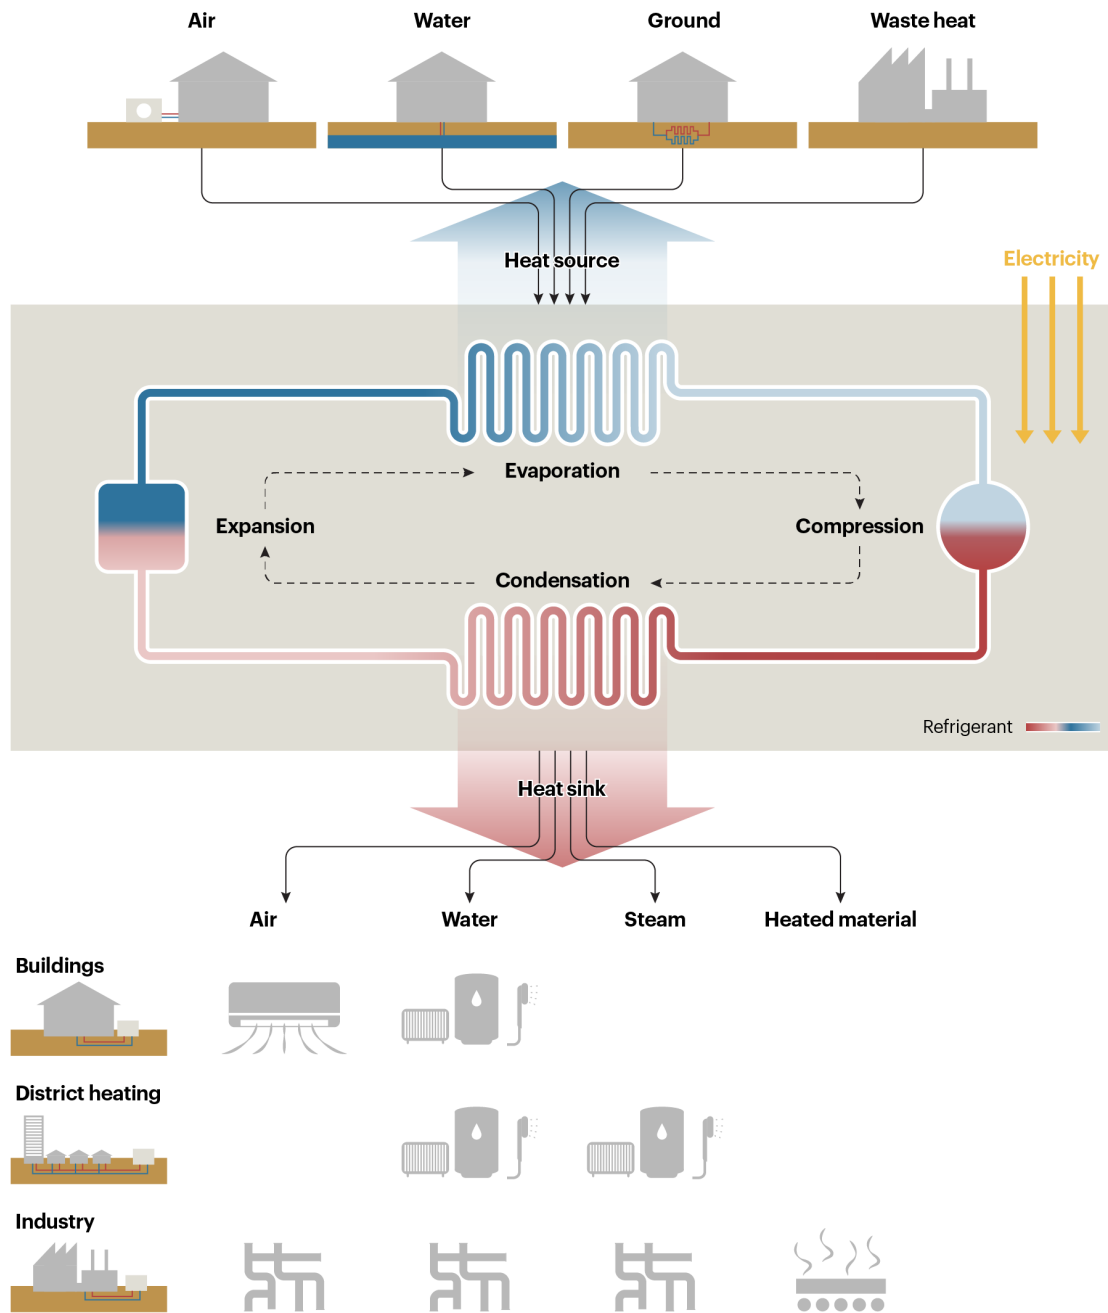 Air
Water
Ground
Waste heat
Heat source
Electricity
Evaporation
Expansion
Compression
Condensation
Refrigerant
Heat sink
Air
Water
Steam
Heated material
Buildings
District heating
Industry